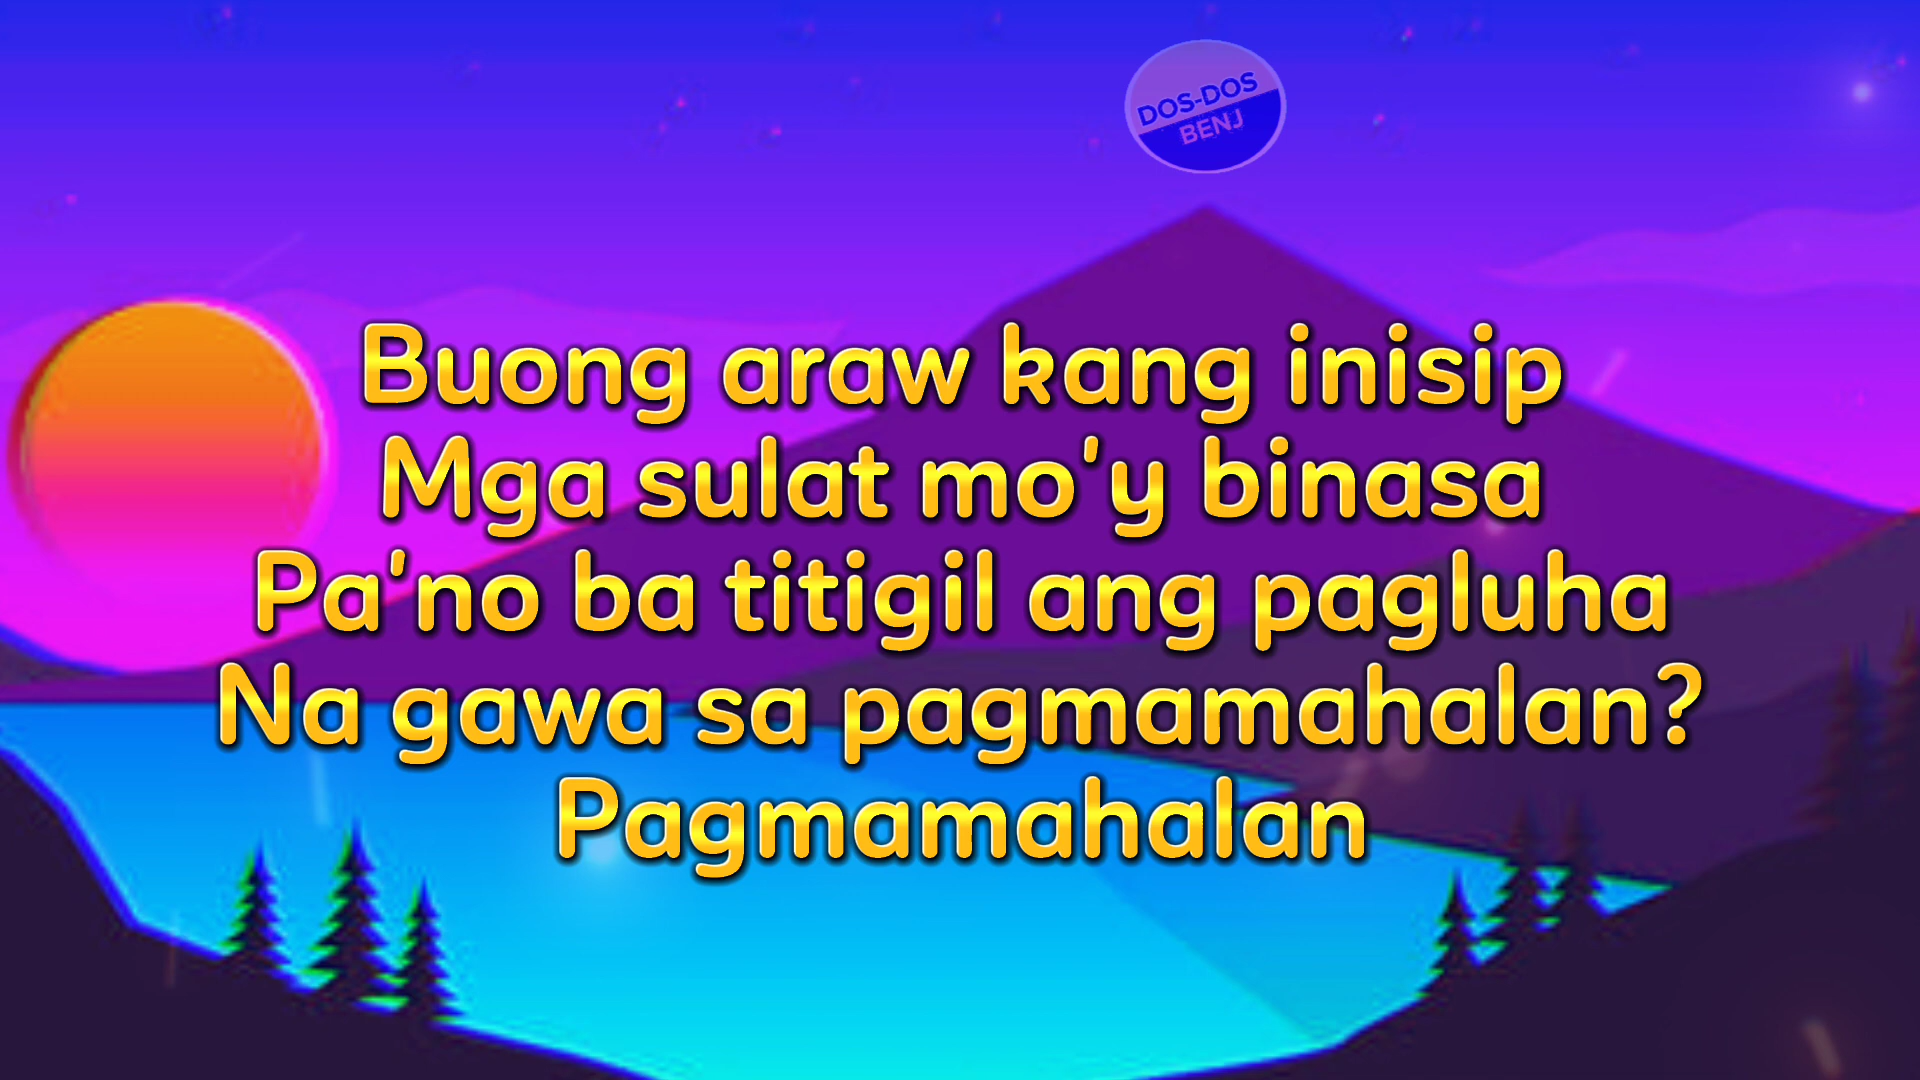 DOS-DOS
BENJ
Buong araw kang inisip
Mga sulat mo'y binasa
Pa'no ba titigil ang pagluha
Na gawa sa pagmamahalan?
Pagmamahalan